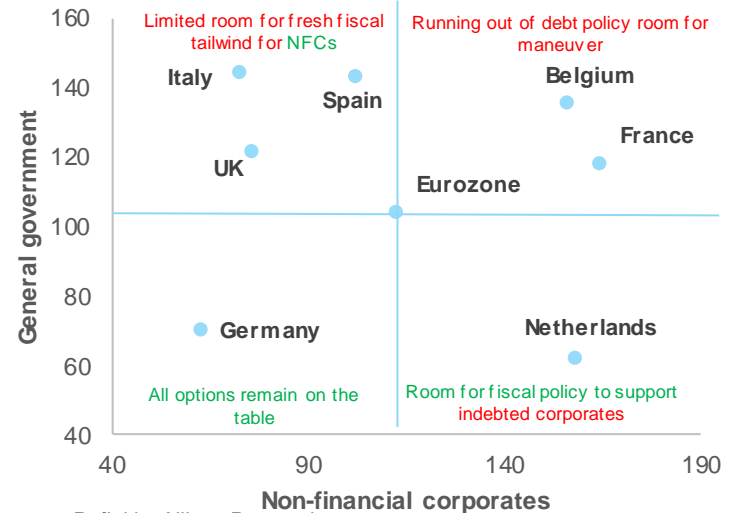 160
Limited room for fresh fiscal
tailwind for NFCs
Running out of debt policy room for
maneuver
Italy
Belgium
140
Spain
France
120
UK
Eurozone
General government
100
80
Germany
Netherlands
60
All options remain on the
table
Room for fiscal policy to support
indebted corporates
40
40
90
140
190
Non-financial corporates